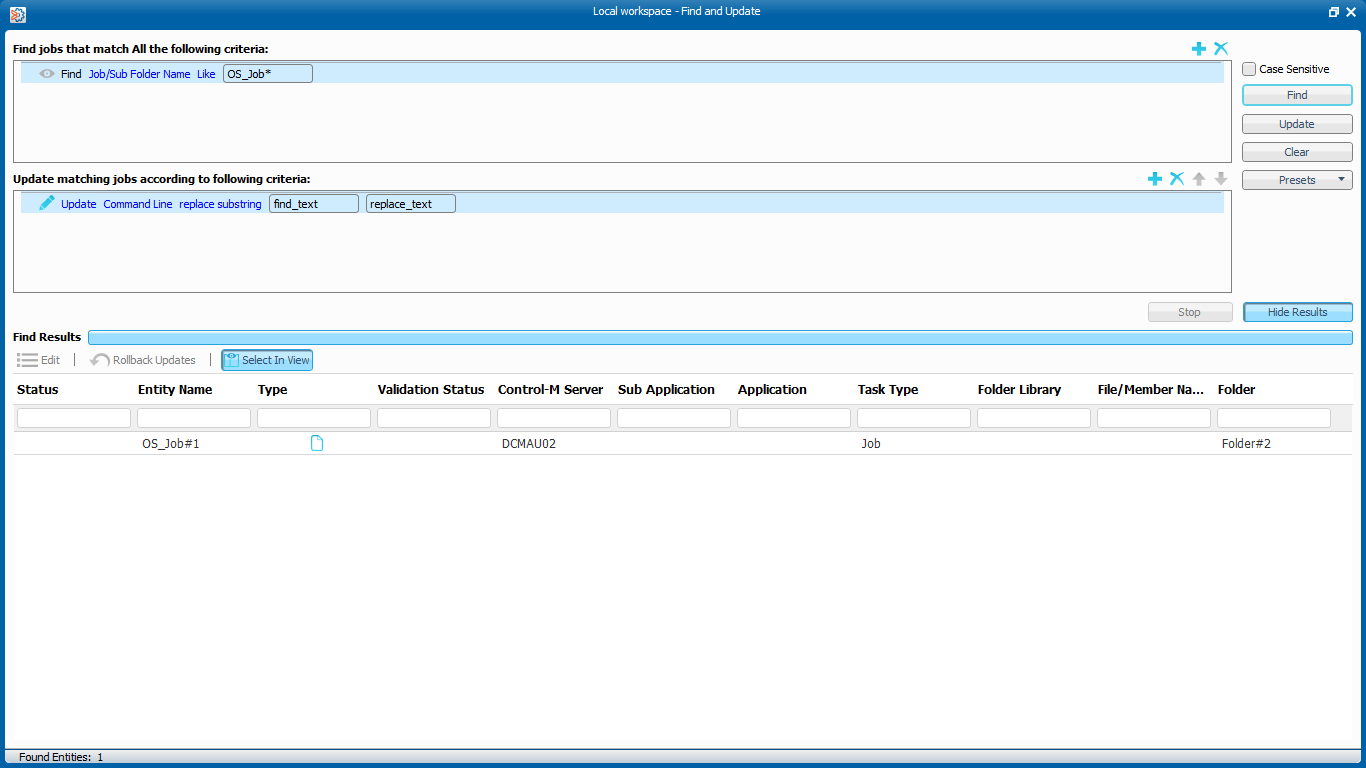 Local workspace - Find and Update
Find jobs that match All the following criteria:
Find Job/Sub Folder Name Like OS_Job*
Case Sensitive
Find
Update
Clear
Presets
Update matching jobs according to following criteria:
Update Command Line replace substring find_text replace_text
Stop Hide Results
Find Results
Edit Rollback Updates Select In View
Status Entity Name Type Validation Status Control-M Server Sub Application Application Task Type Folder Library File/Member Na... Folder
OS_Job#1 DCMAU02 Job Folder#2
Found Entities: 1